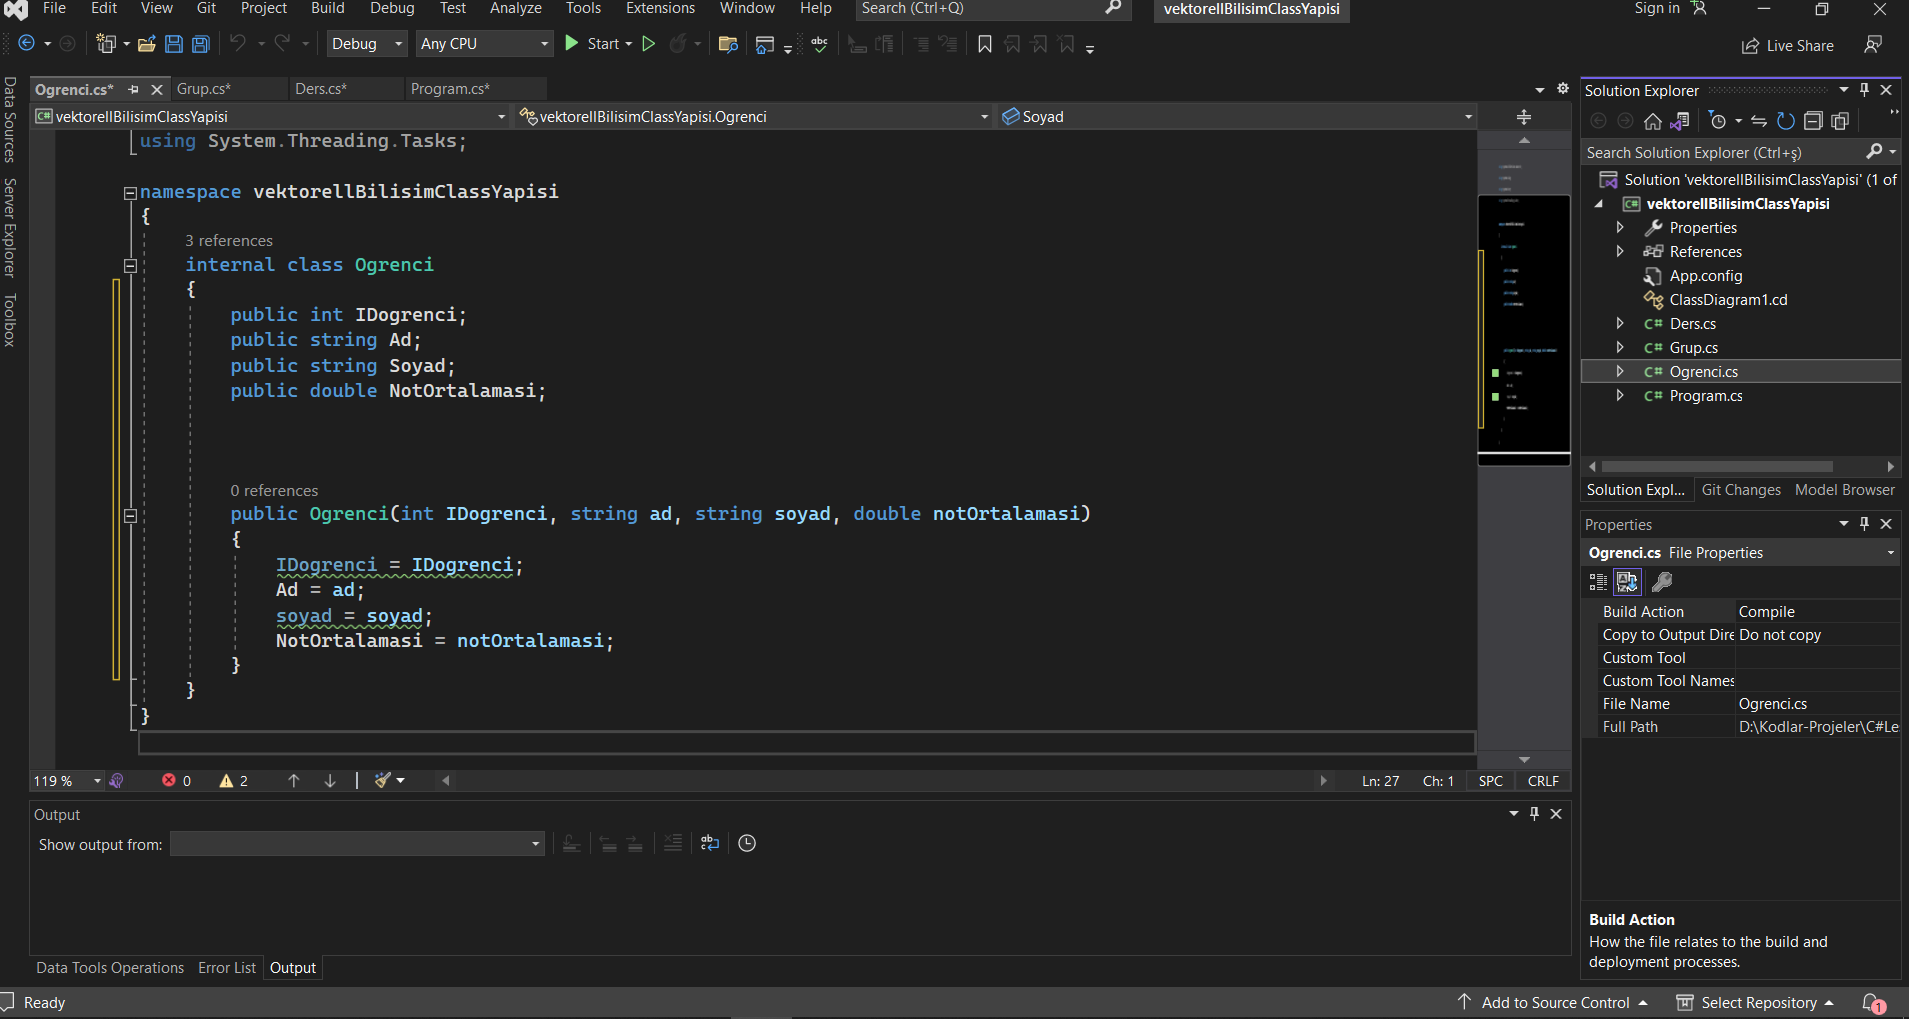 File Edit View Git Project Build Debug Test Analyze Tools Extensions Window Help Search (Ctrl+Q) vektorellBilisimClassYapisi Sign in
Debug Any CPU Start Live Share
Data Sources
Server Explorer
Toolbox
Ogrenci.cs* Grup.cs* Ders.cs* Program.cs*
C# vektorellBilisimClassYapisi vektorellBilisimClassYapisi.Ogrenci Soyad
using System.Threading.Tasks;
namespace vektorellBilisimClassYapisi
{
3 references
internal class Ogrenci
{
public int IDogrenci;
public string Ad;
public string Soyad;
public double NotOrtalamasi;
0 references
public Ogrenci(int IDogrenci, string ad, string soyad, double notOrtalamasi)
{
IDogrenci = IDogrenci;
Ad = ad;
soyad = soyad;
NotOrtalamasi = notOrtalamasi;
}
}
}
119 % 0 2 Ln: 27 Ch: 1 SPC CRLF
Output
Show output from:
Data Tools Operations Error List Output
Solution Explorer
Search Solution Explorer (Ctrl+ş)
Solution 'vektorellBilisimClassYapisi' (1 of
C# vektorellBilisimClassYapisi
Properties
References
App.config
ClassDiagram1.cd
C# Ders.cs
C# Grup.cs
C# Ogrenci.cs
C# Program.cs
Solution Expl... Git Changes Model Browser
Properties
Ogrenci.cs File Properties
Build Action Compile
Copy to Output Dire Do not copy
Custom Tool
Custom Tool Names
File Name Ogrenci.cs
Full Path D:\Kodlar-Projeler\C#Le
Build Action
How the file relates to the build and
deployment processes.
Ready Add to Source Control Select Repository 1